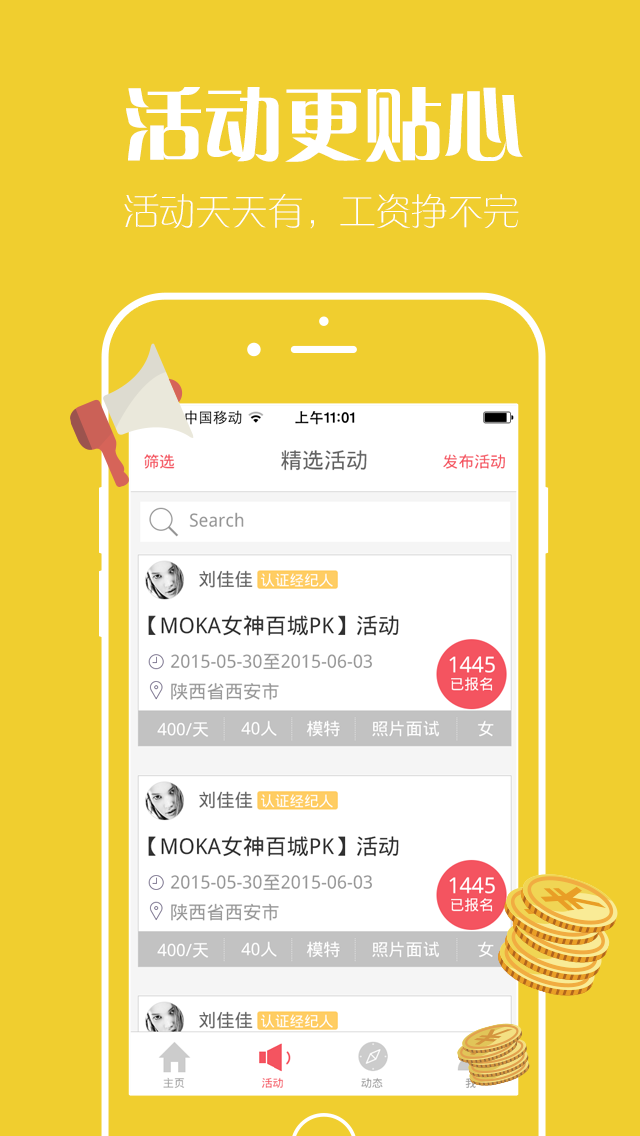 活动更贴心
活动天天有，工资挣不完
中国移动 上午11:01
筛选 精选活动 发布活动
Search
刘佳佳 认证经纪人
【MOKA女神百城PK】活动
2015-05-30至2015-06-03
陕西省西安市
1445
已报名
400/天 40人 模特 照片面试 女
刘佳佳 认证经纪人
【MOKA女神百城PK】活动
2015-05-30至2015-06-03
陕西省西安市
1445
已报名
400/天 40人 模特 照片面试 女
刘佳佳 认证经纪人
主页 活动 动态 我